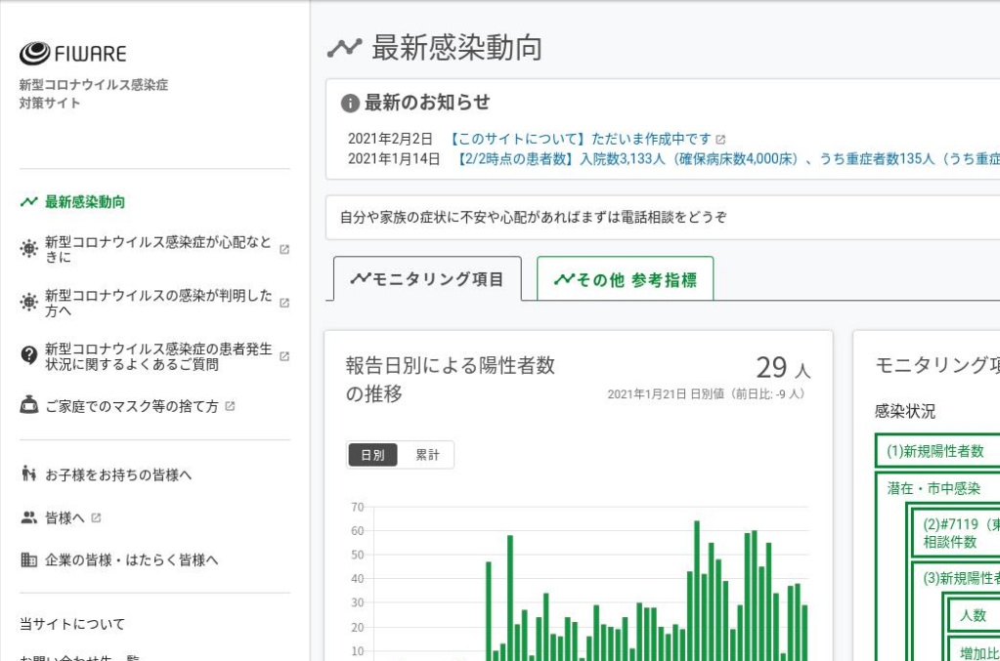 FIWARE
新型コロナウイルス感染症
対策サイト
最新感染動向
新型コロナウイルス感染症が心配なと
きに
新型コロナウイルスの感染が判明した
方へ
新型コロナウイルス感染症の患者発生
状況に関するよくあるご質問
ご家庭でのマスク等の捨て方
お子様をお持ちの皆様へ
皆様へ
企業の皆様・はたらく皆様へ
当サイトについて
お問い合わせ先一覧
最新感染動向
最新のお知らせ
2021年2月2日 【このサイトについて】ただいま作成中です
2021年1月14日 【2/2時点の患者数】入院数3,133人（確保病床数4,000床）、うち重症者数135人（うち重症
自分や家族の症状に不安や心配があればまずは電話相談をどうぞ
モニタリング項目
その他 参考指標
報告日別による陽性者数
の推移
29 人
2021年1月21日 日別値（前日比: -9 人）
日別 累計
70
60
50
40
30
20
10
モニタリング項
感染状況
(1)新規陽性者数
潜在・市中感染
(2)#7119（東
相談件数
(3)新規陽性者
人数
増加比